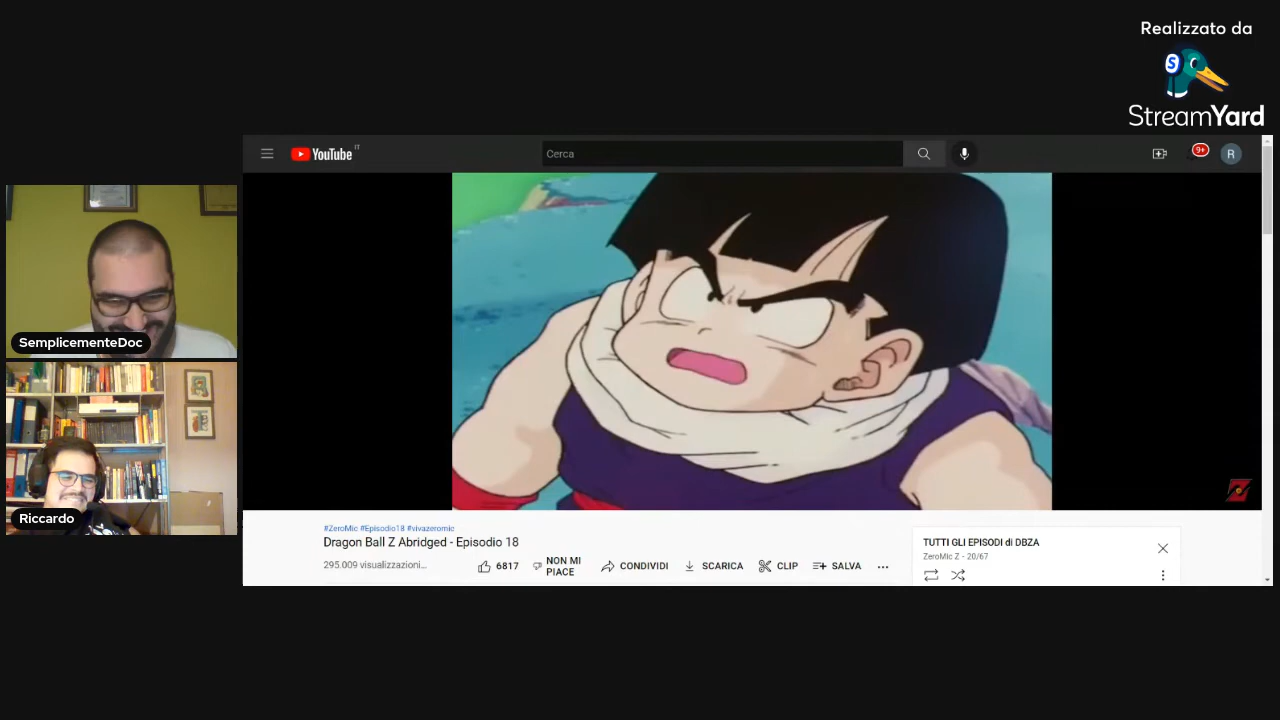 Realizzato da
S
StreamYard
YouTube IT
Cerca
9+
R
SemplicementeDoc
Riccardo
#ZeroMic #Episodio18 #vivazeromic
Dragon Ball Z Abridged - Episodio 18
295.009 visualizzazioni...
6817
NON MI
PIACE
CONDIVIDI
SCARICA
CLIP
SALVA
TUTTI GLI EPISODI di DBZA
ZeroMic Z - 20/67